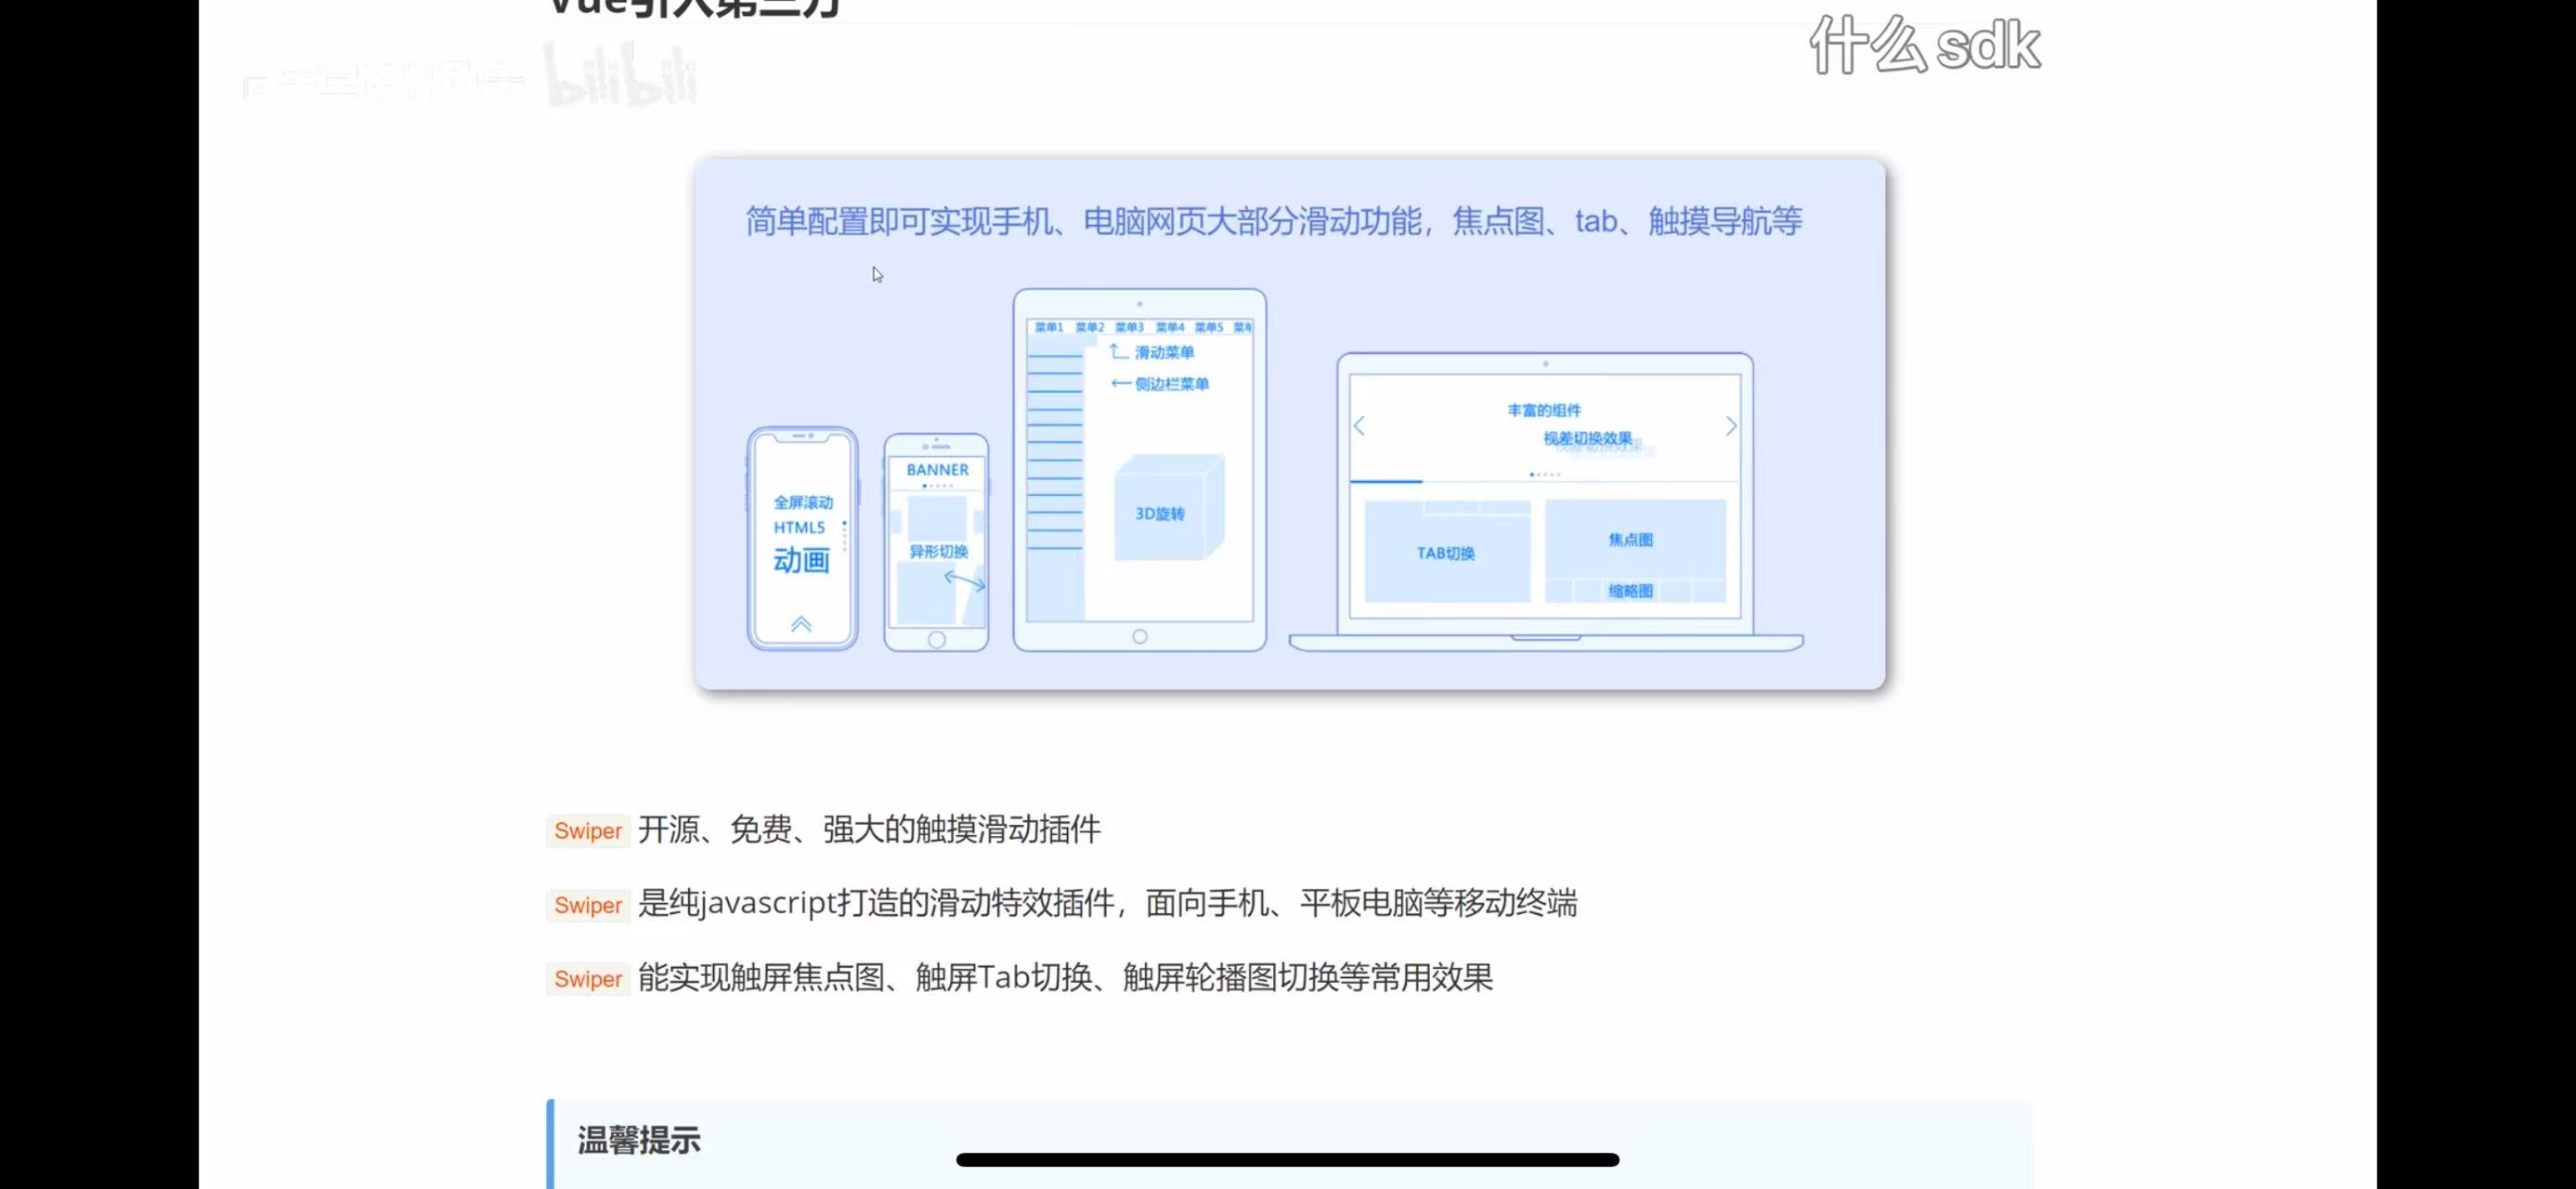 Vue引入第三方
什么sdk
bilibili
简单配置即可实现手机、电脑网页大部分滑动功能，焦点图、tab、触摸导航等
菜单1 菜单2 菜单3 菜单4 菜单5
滑动菜单
侧边栏菜单
3D旋转
全屏滚动
HTML5
动画
BANNER
异形切换
丰富的组件
视差切换效果
TAB切换
焦点图
缩略图
Swiper 开源、免费、强大的触摸滑动插件
Swiper 是纯javascript打造的滑动特效插件，面向手机、平板电脑等移动终端
Swiper 能实现触屏焦点图、触屏Tab切换、触屏轮播图切换等常用效果
温馨提示